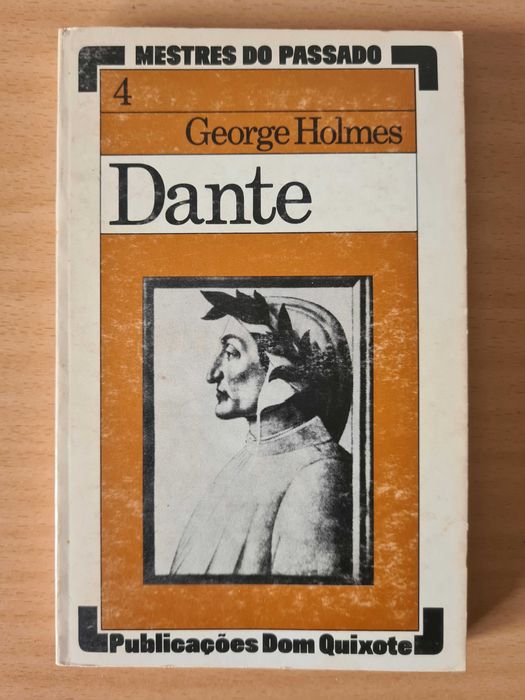 MESTRES DO PASSADO
4
George Holmes
Dante
Publicações Dom Quixote